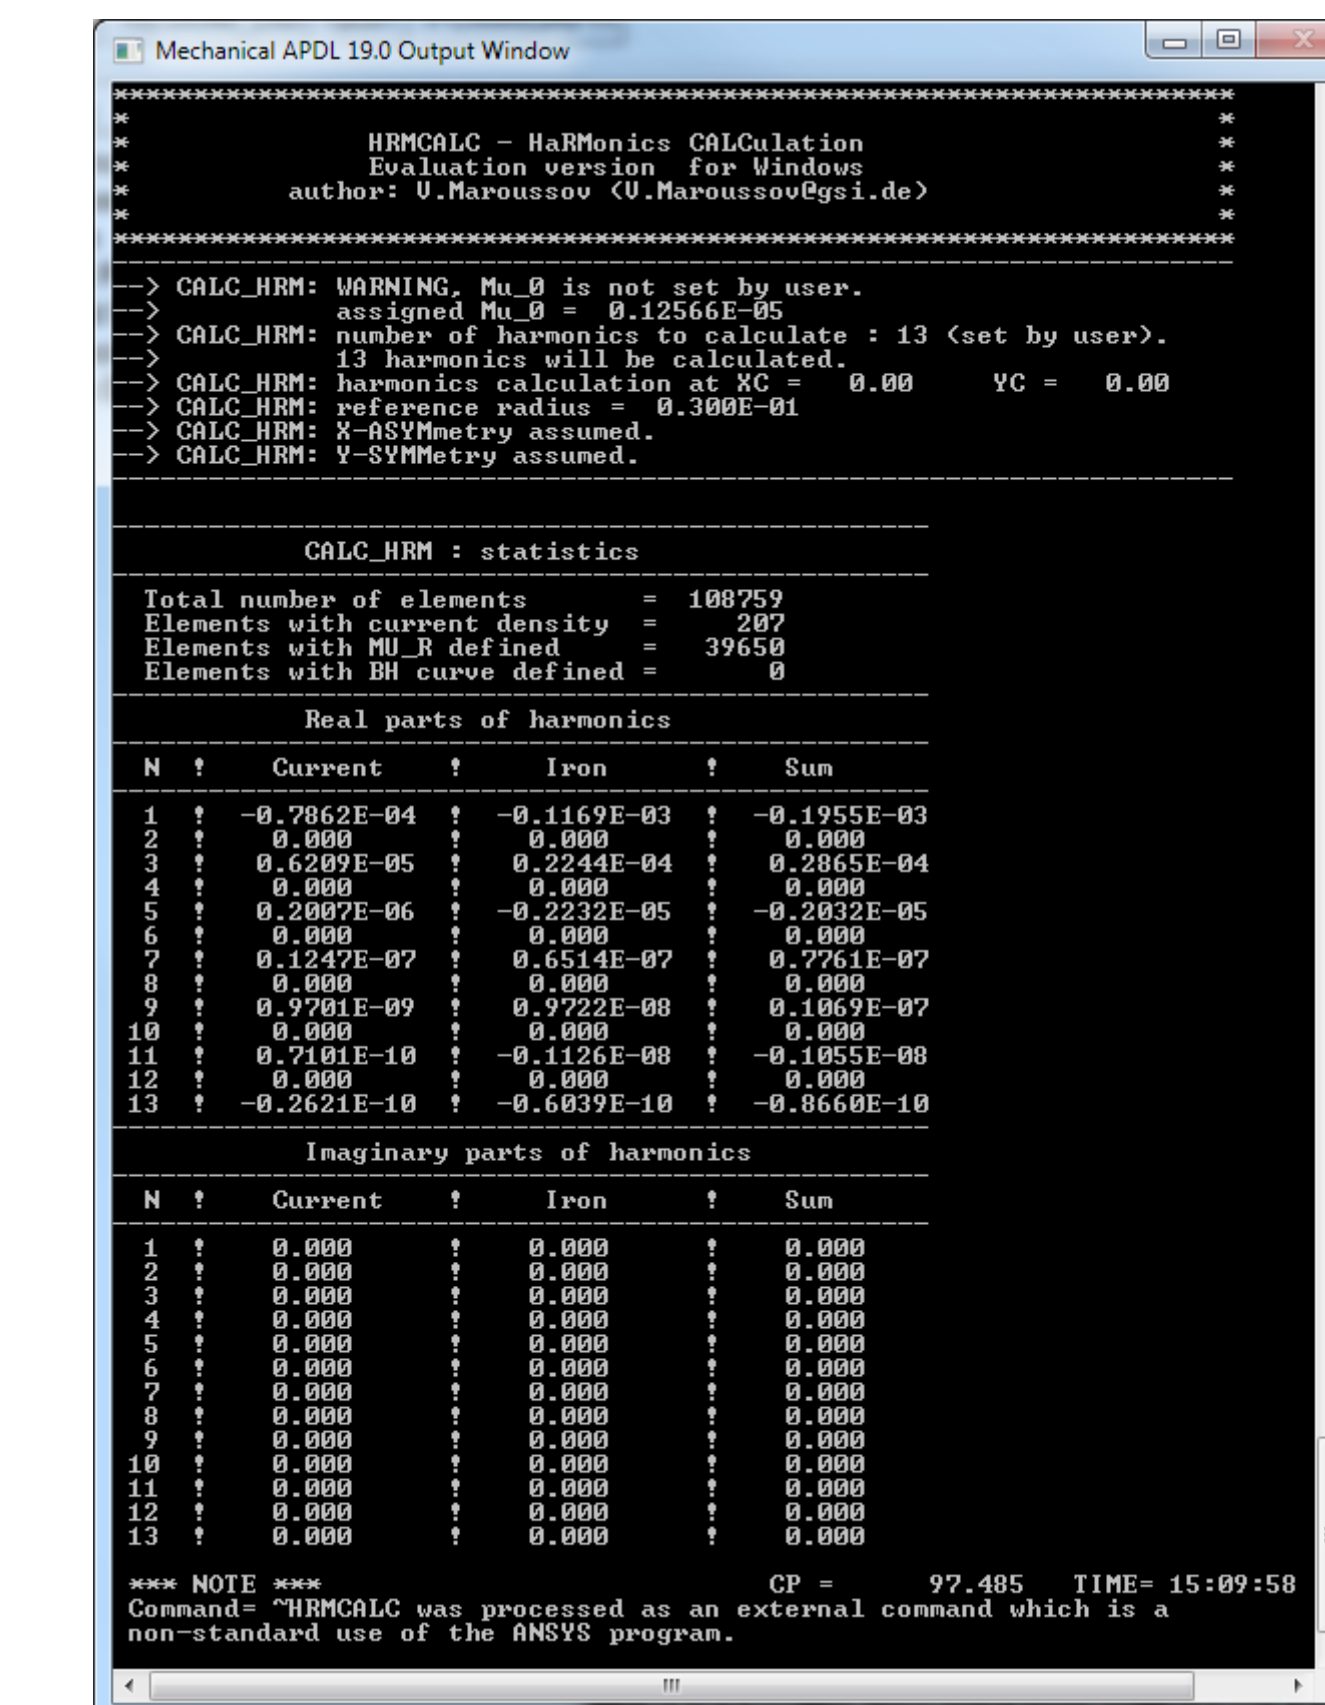 Mechanical APDL 19.0 Output Window
**********************************************************************
* *
* HRMCALC - HaRMonics CALCulation *
* Evaluation version for Windows *
* author: V.Maroussov (V.Maroussov@gsi.de) *
* *
**********************************************************************
----------------------------------------------------------------------
--> CALC_HRM: WARNING, Mu_0 is not set by user.
--> assigned Mu_0 = 0.12566E-05
--> CALC_HRM: number of harmonics to calculate : 13 (set by user).
--> 13 harmonics will be calculated.
--> CALC_HRM: harmonics calculation at XC = 0.00 YC = 0.00
--> CALC_HRM: reference radius = 0.300E-01
--> CALC_HRM: X-ASYMmetry assumed.
--> CALC_HRM: Y-SYMMetry assumed.
----------------------------------------------------------------------
---------------------------------------------------
CALC_HRM : statistics
---------------------------------------------------
Total number of elements = 108759
Elements with current density = 207
Elements with MU_R defined = 39650
Elements with BH curve defined = 0
---------------------------------------------------
Real parts of harmonics
---------------------------------------------------
N ! Current ! Iron ! Sum
---------------------------------------------------
1 ! -0.7862E-04 ! -0.1169E-03 ! -0.1955E-03
2 ! 0.000 ! 0.000 ! 0.000
3 ! 0.6209E-05 ! 0.2244E-04 ! 0.2865E-04
4 ! 0.000 ! 0.000 ! 0.000
5 ! 0.2007E-06 ! -0.2232E-05 ! -0.2032E-05
6 ! 0.000 ! 0.000 ! 0.000
7 ! 0.1247E-07 ! 0.6514E-07 ! 0.7761E-07
8 ! 0.000 ! 0.000 ! 0.000
9 ! 0.9701E-09 ! 0.9722E-08 ! 0.1069E-07
10 ! 0.000 ! 0.000 ! 0.000
11 ! 0.7101E-10 ! -0.1126E-08 ! -0.1055E-08
12 ! 0.000 ! 0.000 ! 0.000
13 ! -0.2621E-10 ! -0.6039E-10 ! -0.8660E-10
---------------------------------------------------
Imaginary parts of harmonics
---------------------------------------------------
N ! Current ! Iron ! Sum
---------------------------------------------------
1 ! 0.000 ! 0.000 ! 0.000
2 ! 0.000 ! 0.000 ! 0.000
3 ! 0.000 ! 0.000 ! 0.000
4 ! 0.000 ! 0.000 ! 0.000
5 ! 0.000 ! 0.000 ! 0.000
6 ! 0.000 ! 0.000 ! 0.000
7 ! 0.000 ! 0.000 ! 0.000
8 ! 0.000 ! 0.000 ! 0.000
9 ! 0.000 ! 0.000 ! 0.000
10 ! 0.000 ! 0.000 ! 0.000
11 ! 0.000 ! 0.000 ! 0.000
12 ! 0.000 ! 0.000 ! 0.000
13 ! 0.000 ! 0.000 ! 0.000
*** NOTE *** CP = 97.485 TIME= 15:09:58
Command= ~HRMCALC was processed as an external command which is a
non-standard use of the ANSYS program.